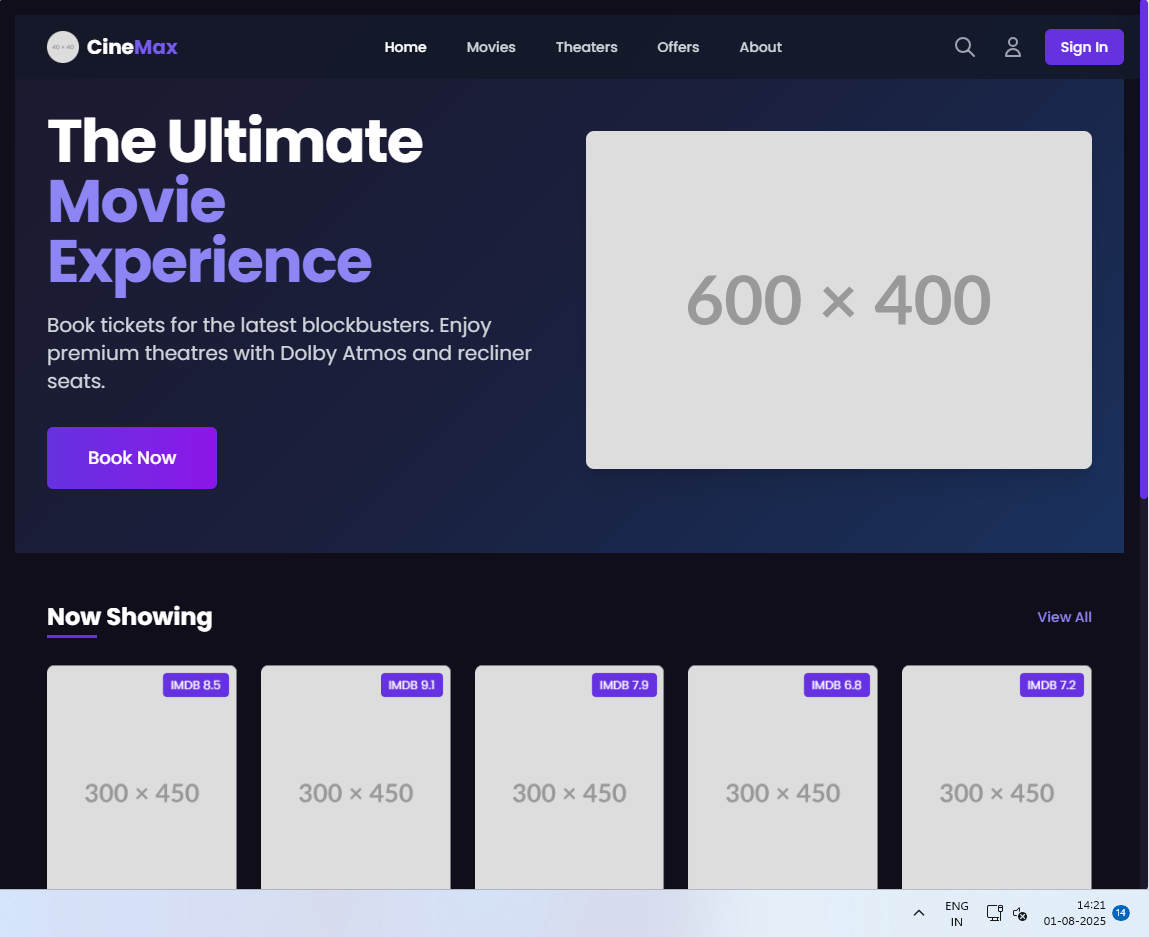 40 × 40
CineMax
Home
Movies
Theaters
Offers
About
Sign In
The Ultimate
Movie
Experience
Book tickets for the latest blockbusters. Enjoy
premium theatres with Dolby Atmos and recliner
seats.
Book Now
600 × 400
Now Showing
View All
IMDB 8.5
IMDB 9.1
IMDB 7.9
IMDB 6.8
IMDB 7.2
300 × 450
300 × 450
300 × 450
300 × 450
300 × 450
ENG
IN
14:21
01-08-2025
14